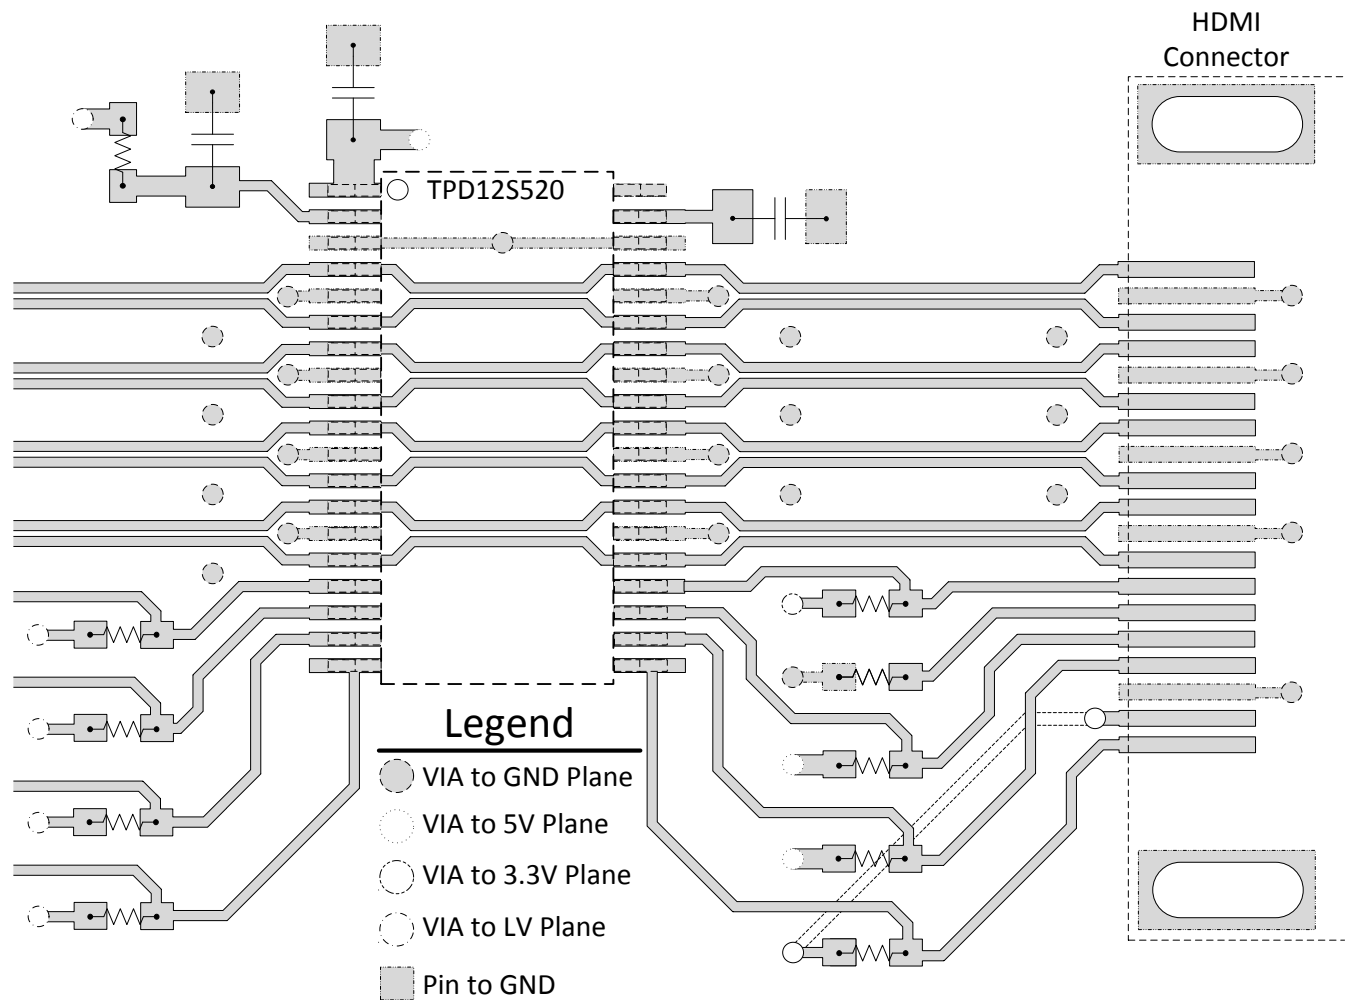 HDMI
Connector
TPD12S520
Legend
VIA to GND Plane
VIA to 5V Plane
VIA to 3.3V Plane
VIA to LV Plane
Pin to GND